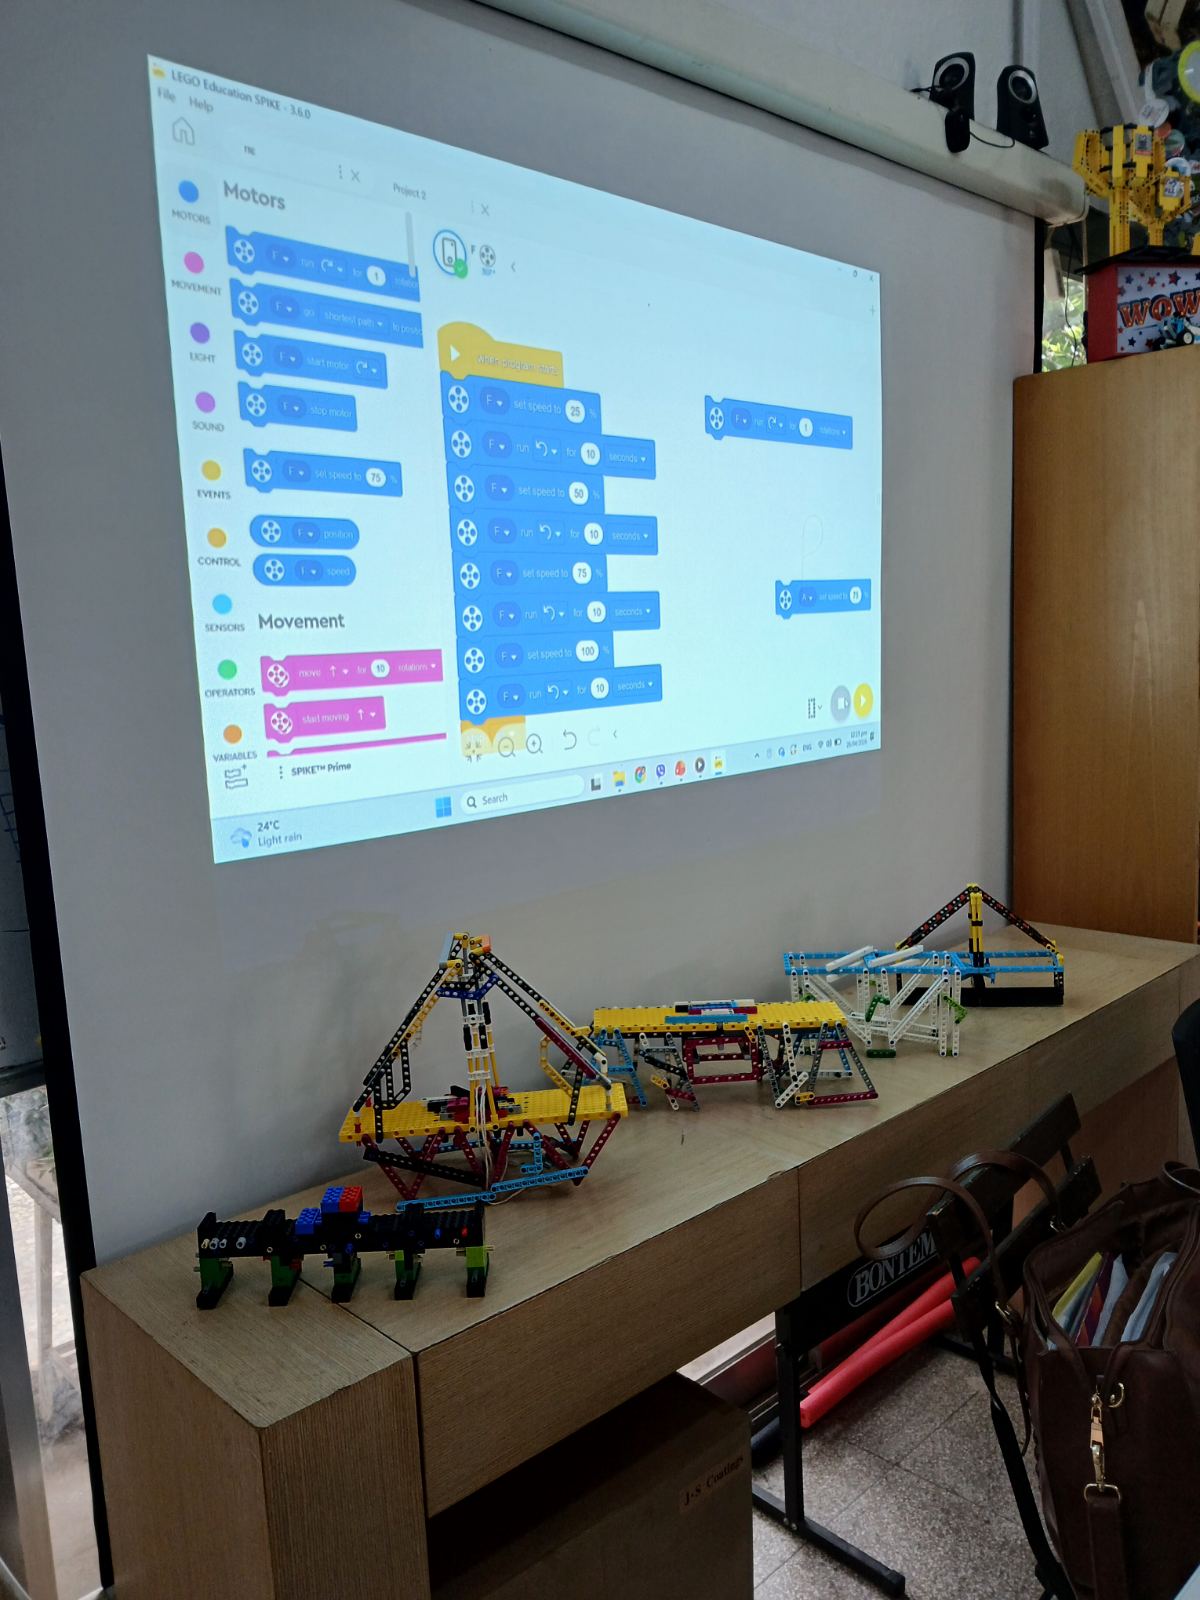 LEGO Education SPIKE - 3.6.0
File Help
Project 2
MOTORS
MOVEMENT
LIGHT
SOUND
EVENTS
CONTROL
SENSORS
OPERATORS
VARIABLES
Motors
F run for 1
F go shortest path to
F start motor
F stop motor
F set speed to 75 %
F position
F speed
Movement
move for 10 rotations
start moving
SPIKE™ Prime
F
when program starts
F set speed to 25 %
F run for 10 seconds
F set speed to 50 %
F run for 10 seconds
F set speed to 75 %
F run for 10 seconds
F set speed to 100 %
F run for 10 seconds
F run for 1 rotations
A set speed to 75 %
24°C
Light rain
Search
ENG
WOW
BONTEM
J.S Coatings